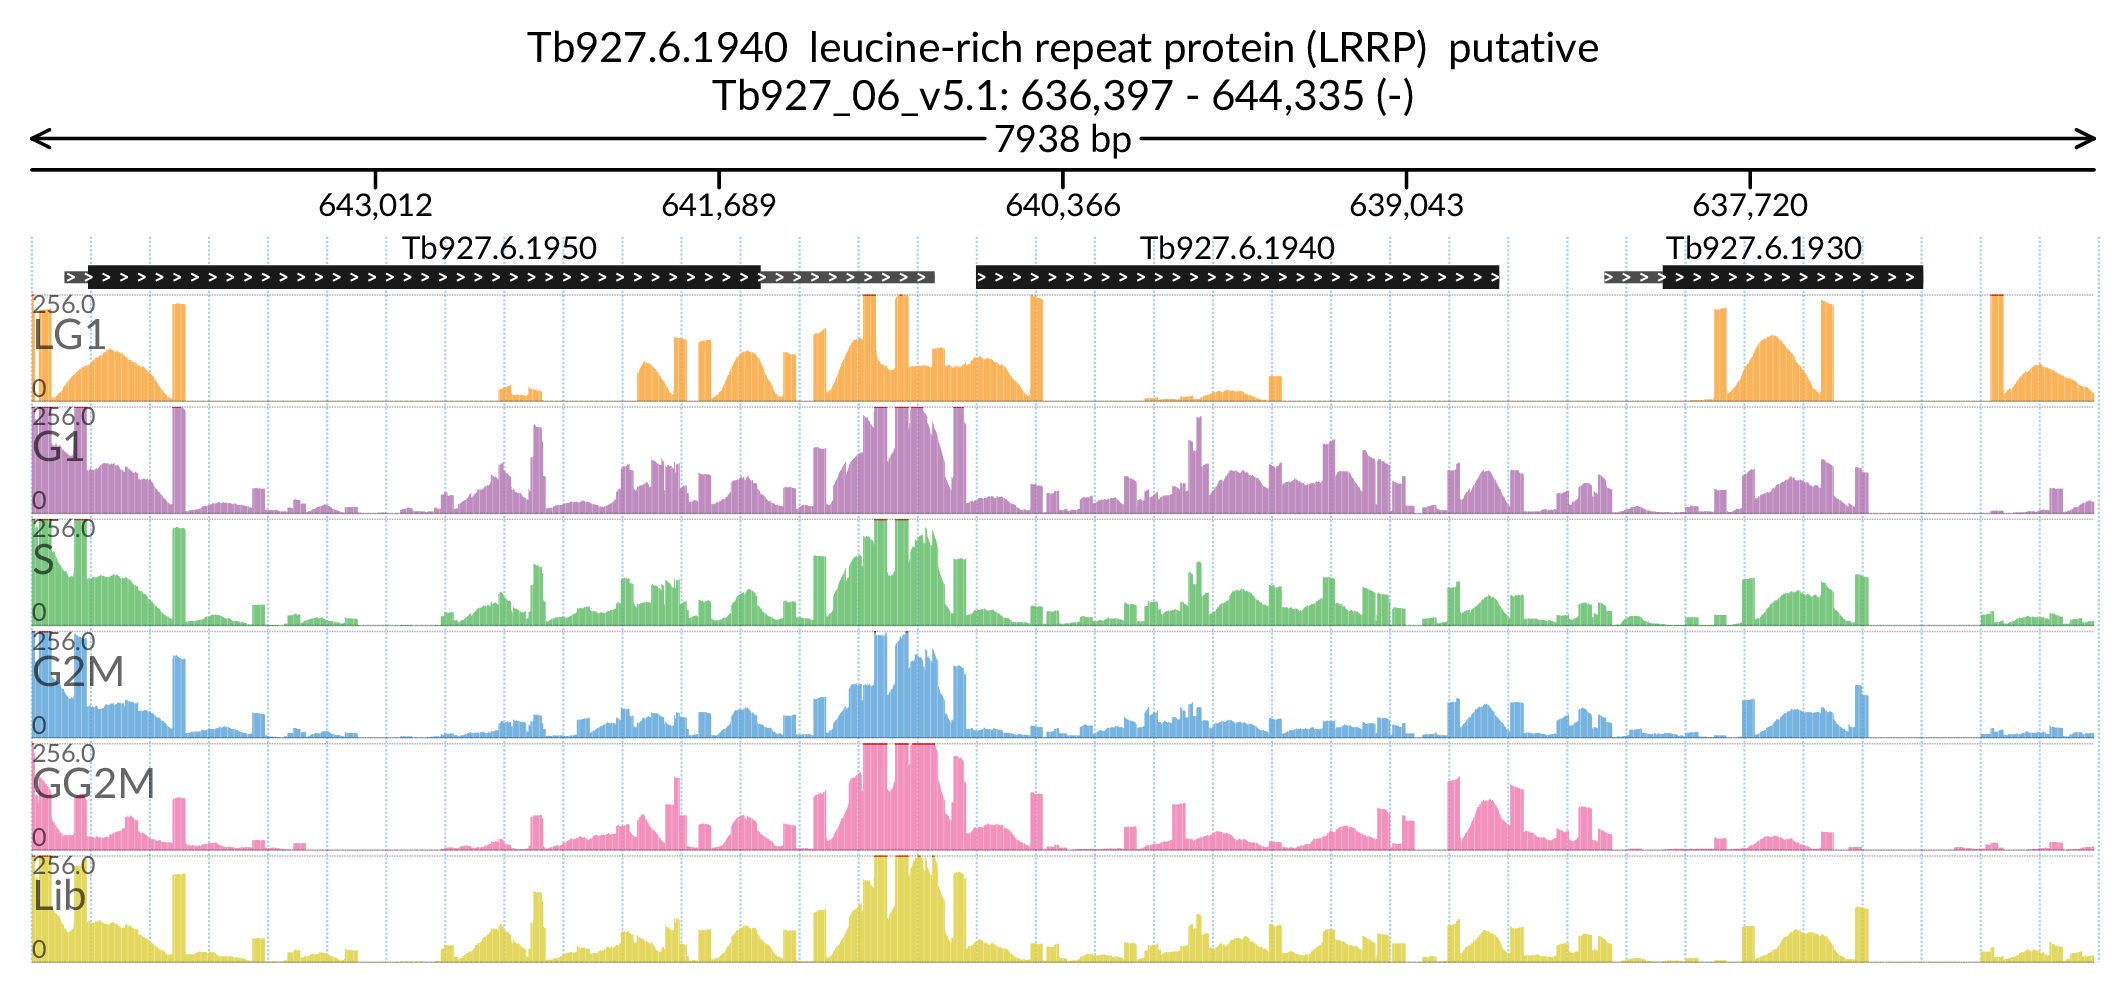 Tb927.6.1940  leucine-rich repeat protein (LRRP)  putative
Tb927_06_v5.1: 636,397 - 644,335 (-)
7938 bp
643,012 641,689 640,366 639,043 637,720
Tb927.6.1950 Tb927.6.1940 Tb927.6.1930
256.0
LG1
0
256.0
G1
0
256.0
S
0
256.0
G2M
0
256.0
GG2M
0
256.0
Lib
0